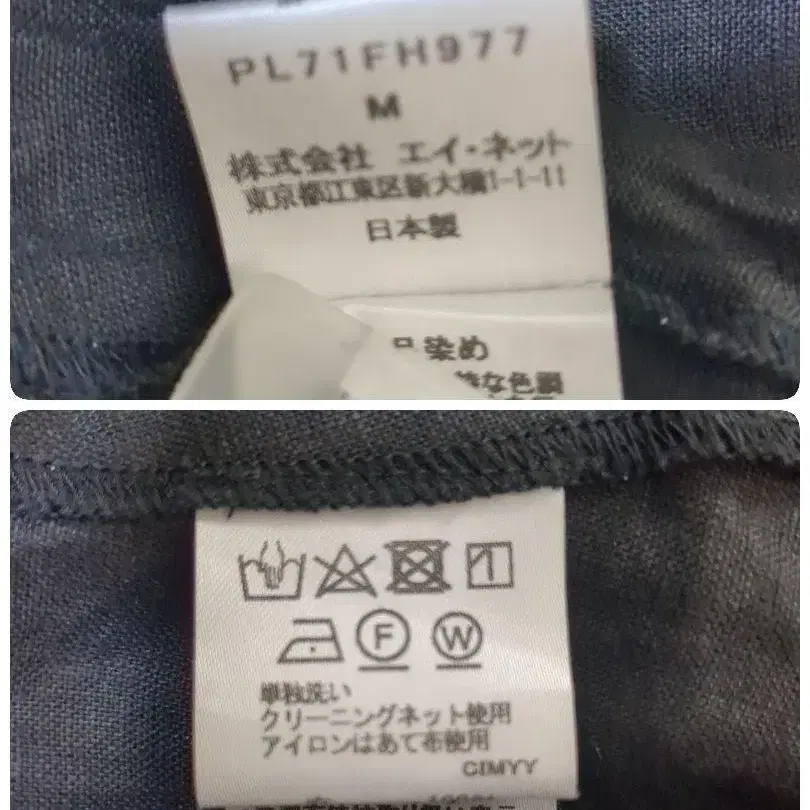 PL71FH977
M
株式会社 エイ・ネット
東京都江東区新大橋1-1-11
日本製
品染め
な色調
F W
単独洗い
クリーニングネット使用
アイロンはあて布使用
CIMYY